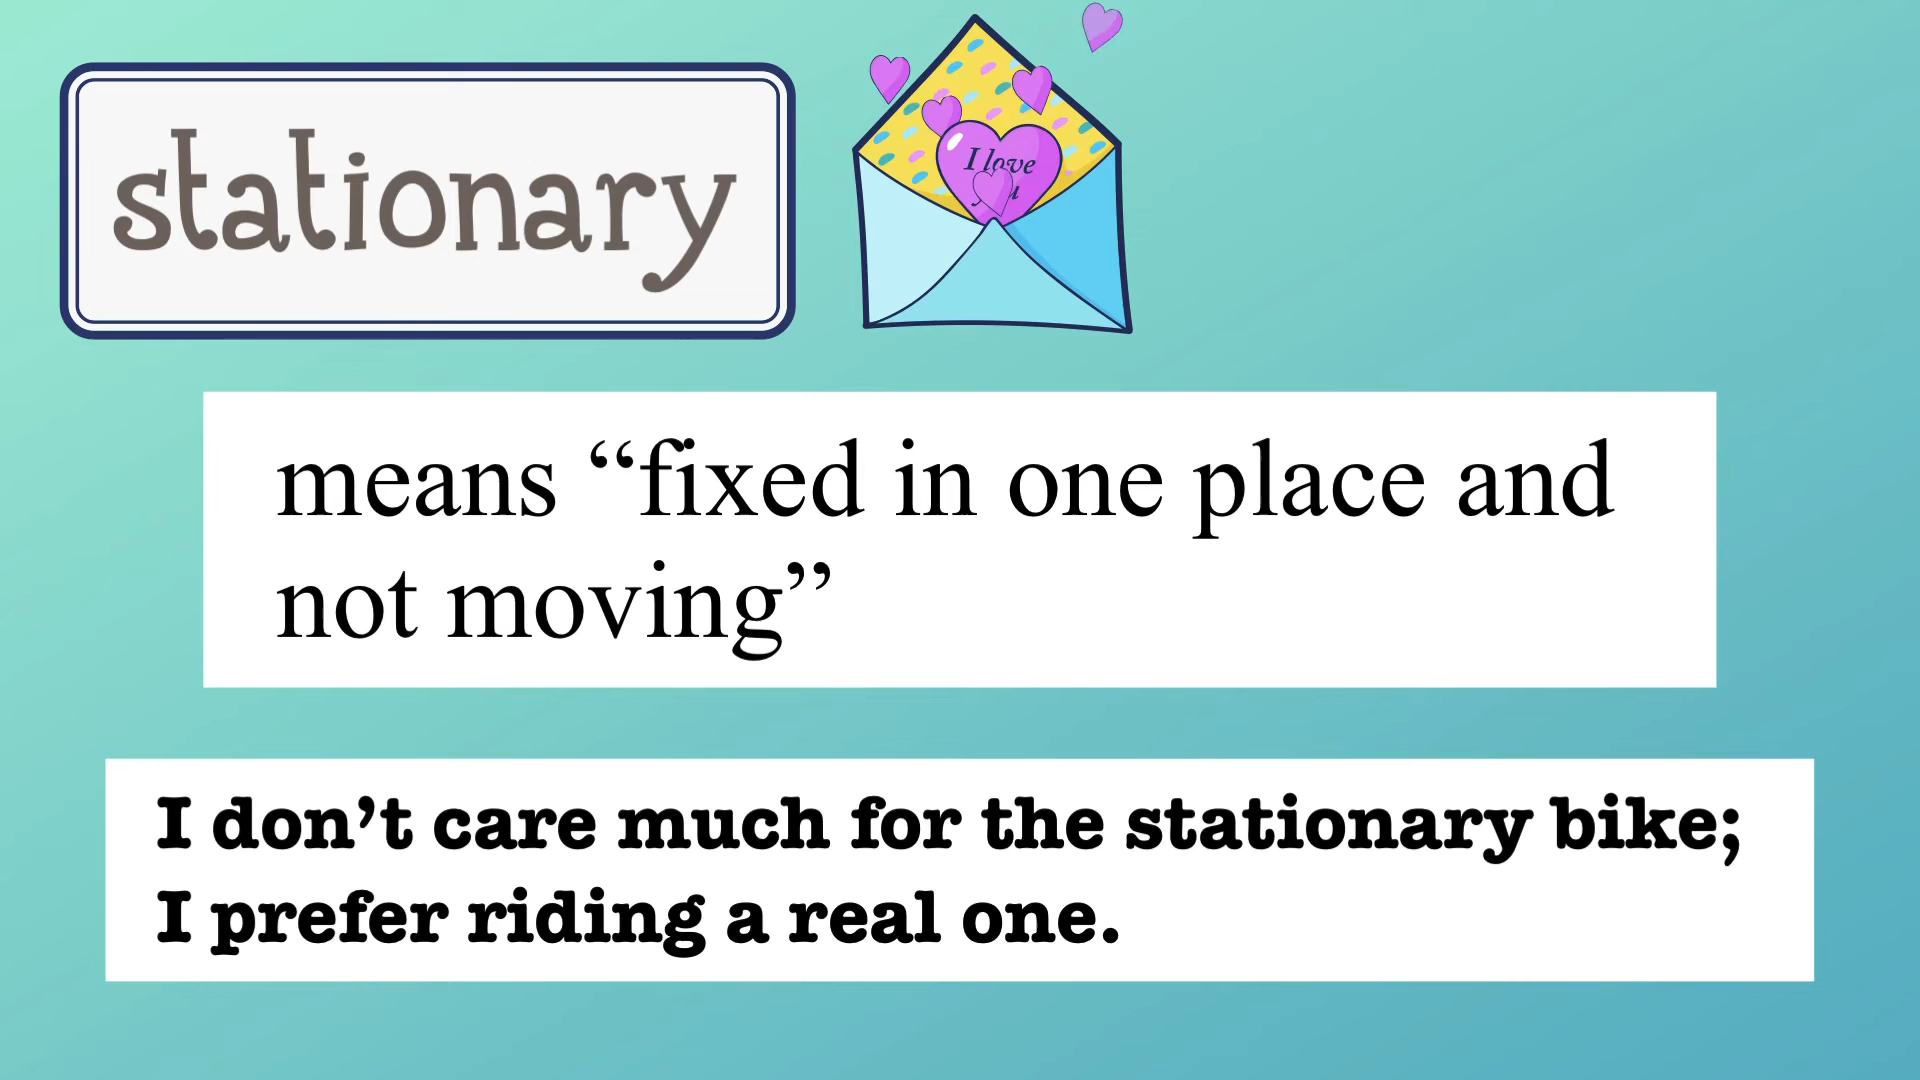 stationary
I love
means “fixed in one place and
not moving”
I don’t care much for the stationary bike;
I prefer riding a real one.